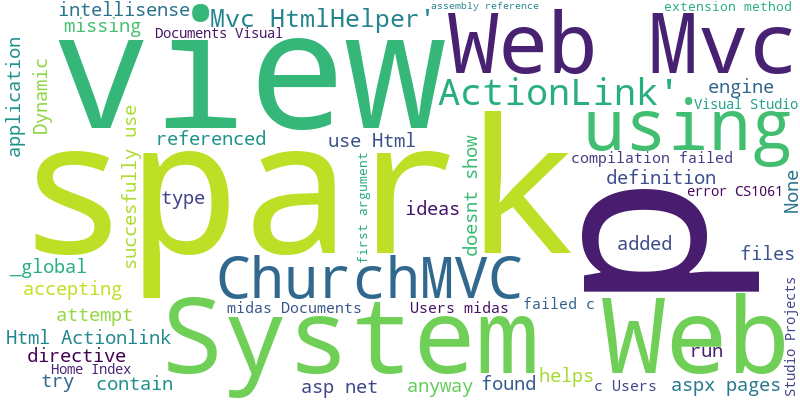 intellisense
Mvc HtmlHelper'
assembly reference
extension method
missing
Documents Visual
view
Web Mvc
application
Dynamic
ActionLink'
engine
Visual Studio
using
succesfully use
referenced
use Html
doesnt show
compilation failed
first argument
spark
definition
error CS1061
None
type
ideas
p
added
files
_global
ChurchMVC
accepting
midas Documents
Users midas
failed c
Studio Projects
attempt
System Web
Html Actionlink
directive
run
Home Index
try
contain
asp net
anyway
found
helps
c Users
aspx pages